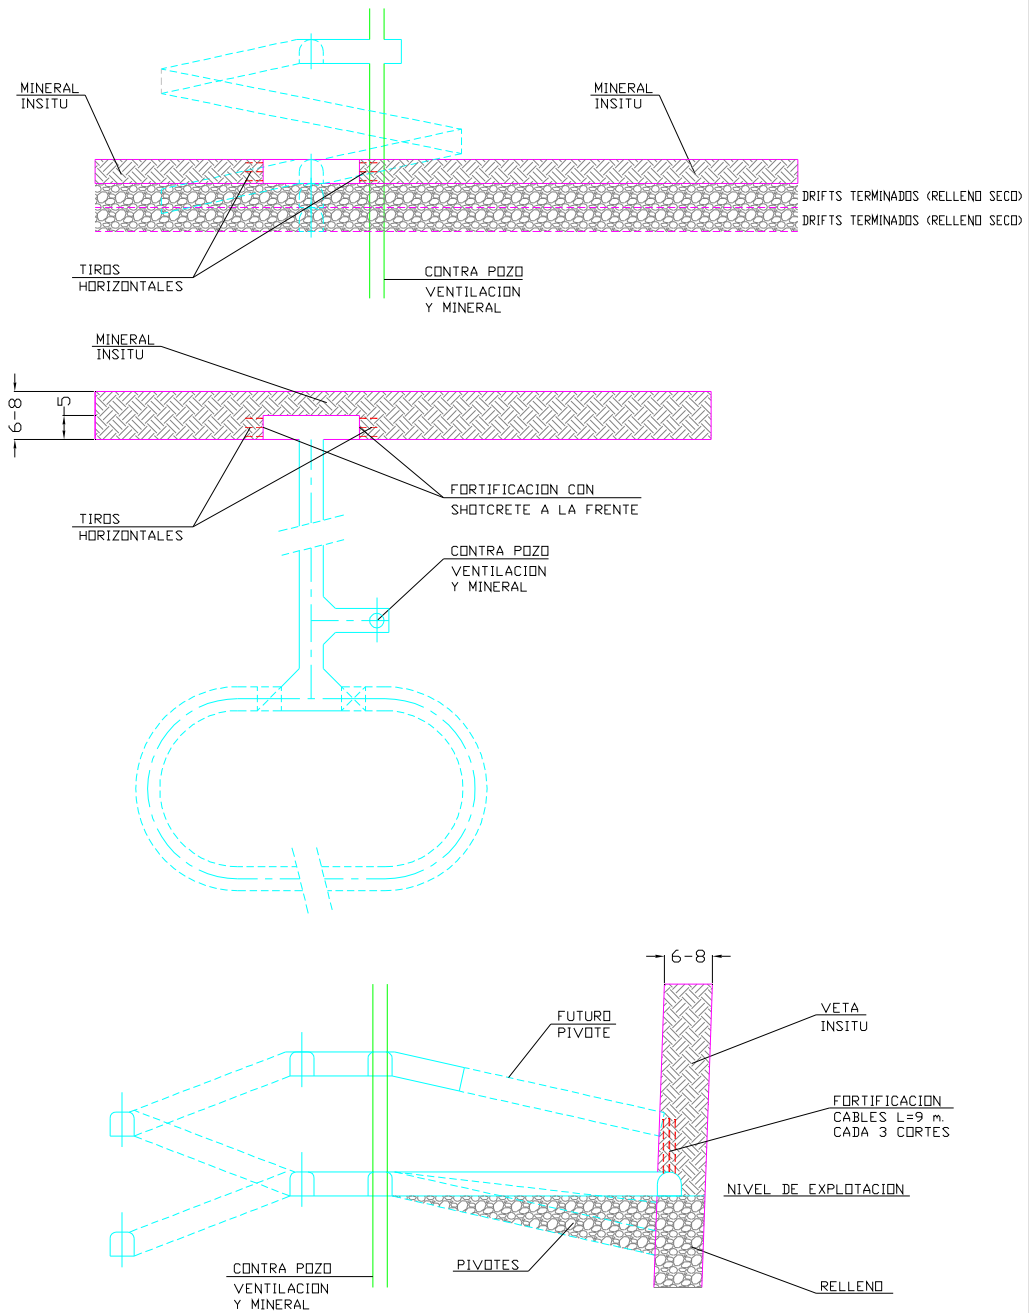 MINERAL
INSITU
MINERAL
INSITU
DRIFTS TERMINADOS (RELLENO SECO)
DRIFTS TERMINADOS (RELLENO SECO)
TIROS
HORIZONTALES
CONTRA POZO
VENTILACION
Y MINERAL
MINERAL
INSITU
6-8
5
FORTIFICACION CON
SHOTCRETE A LA FRENTE
TIROS
HORIZONTALES
CONTRA POZO
VENTILACION
Y MINERAL
6-8
FUTURO
PIVOTE
VETA
INSITU
FORTIFICACION
CABLES L=9 m.
CADA 3 CORTES
NIVEL DE EXPLOTACION
PIVOTES
CONTRA POZO
VENTILACION
Y MINERAL
RELLENO